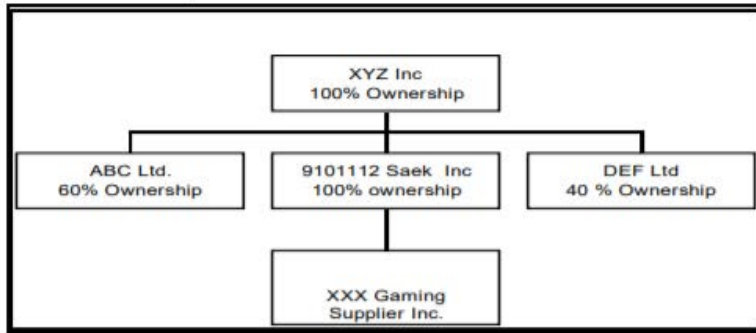 XYZ Inc
100% Ownership
ABC Ltd.
60% Ownership
9101112 Saek Inc
100% ownership
DEF Ltd
40 % Ownership
XXX Gaming
Supplier Inc.